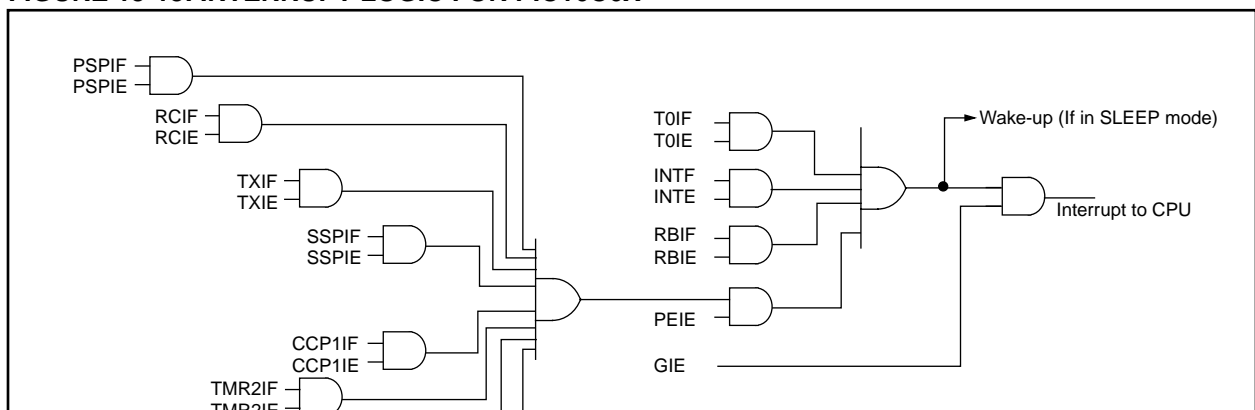 PSPIF
PSPIE
RCIF
RCIE
TXIF
TXIE
SSPIF
SSPIE
CCP1IF
CCP1IE
TMR2IF
T0IF
T0IE
INTF
INTE
RBIF
RBIE
PEIE
GIE
Wake-up (If in SLEEP mode)
Interrupt to CPU